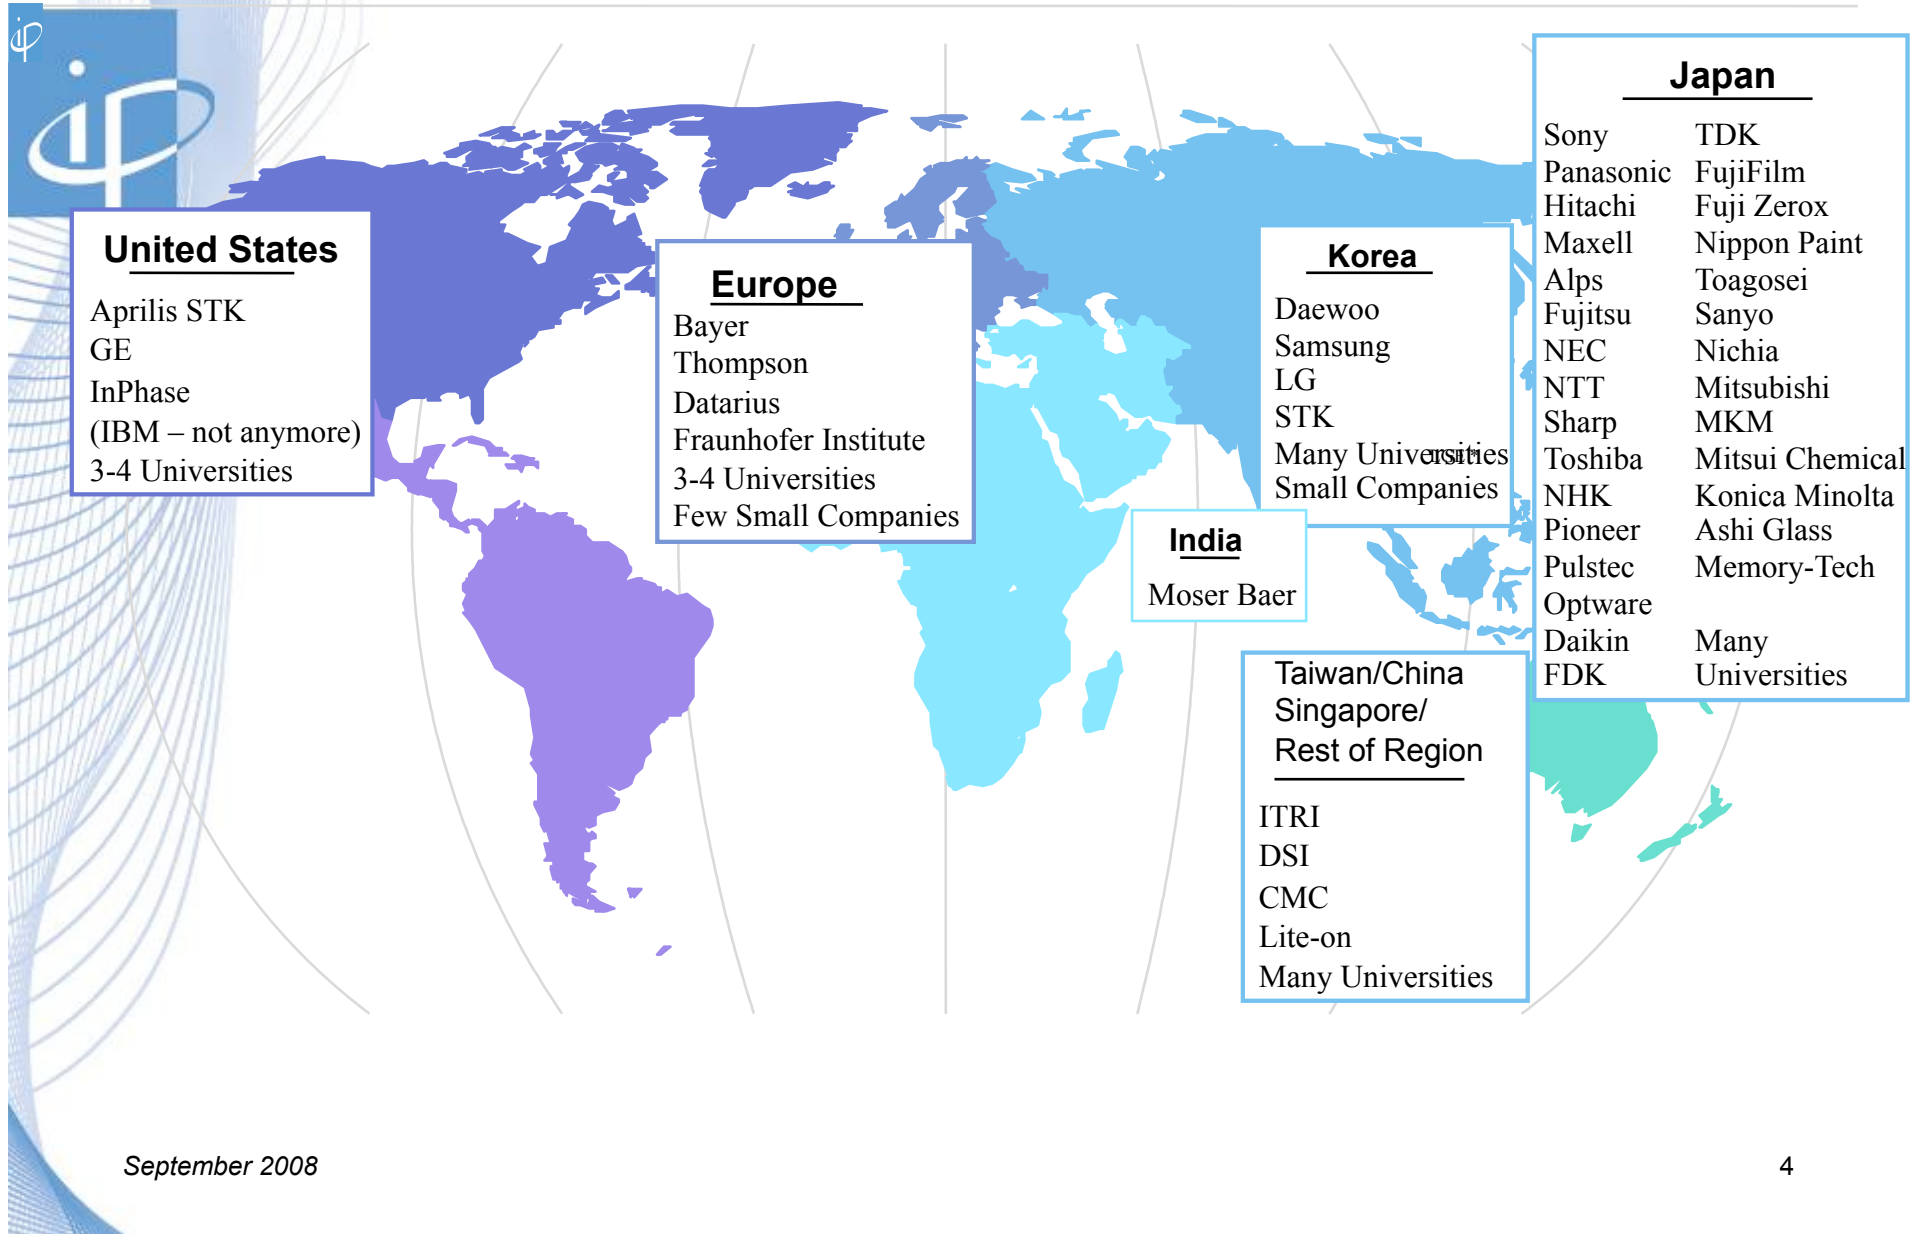 ip
ip
United States
Aprilis STK
GE
InPhase
(IBM – not anymore)
3-4 Universities
Europe
Bayer
Thompson
Datarius
Fraunhofer Institute
3-4 Universities
Few Small Companies
Korea
Daewoo
Samsung
LG
STK
Many Universities
Small Companies
India
Moser Baer
Taiwan/China
Singapore/
Rest of Region
ITRI
DSI
CMC
Lite-on
Many Universities
Japan
Sony TDK
Panasonic FujiFilm
Hitachi Fuji Zerox
Maxell Nippon Paint
Alps Toagosei
Fujitsu Sanyo
NEC Nichia
NTT Mitsubishi
Sharp MKM
Toshiba Mitsui Chemical
NHK Konica Minolta
Pioneer Ashi Glass
Pulstec Memory-Tech
Optware
Daikin Many
FDK Universities
September 2008
4